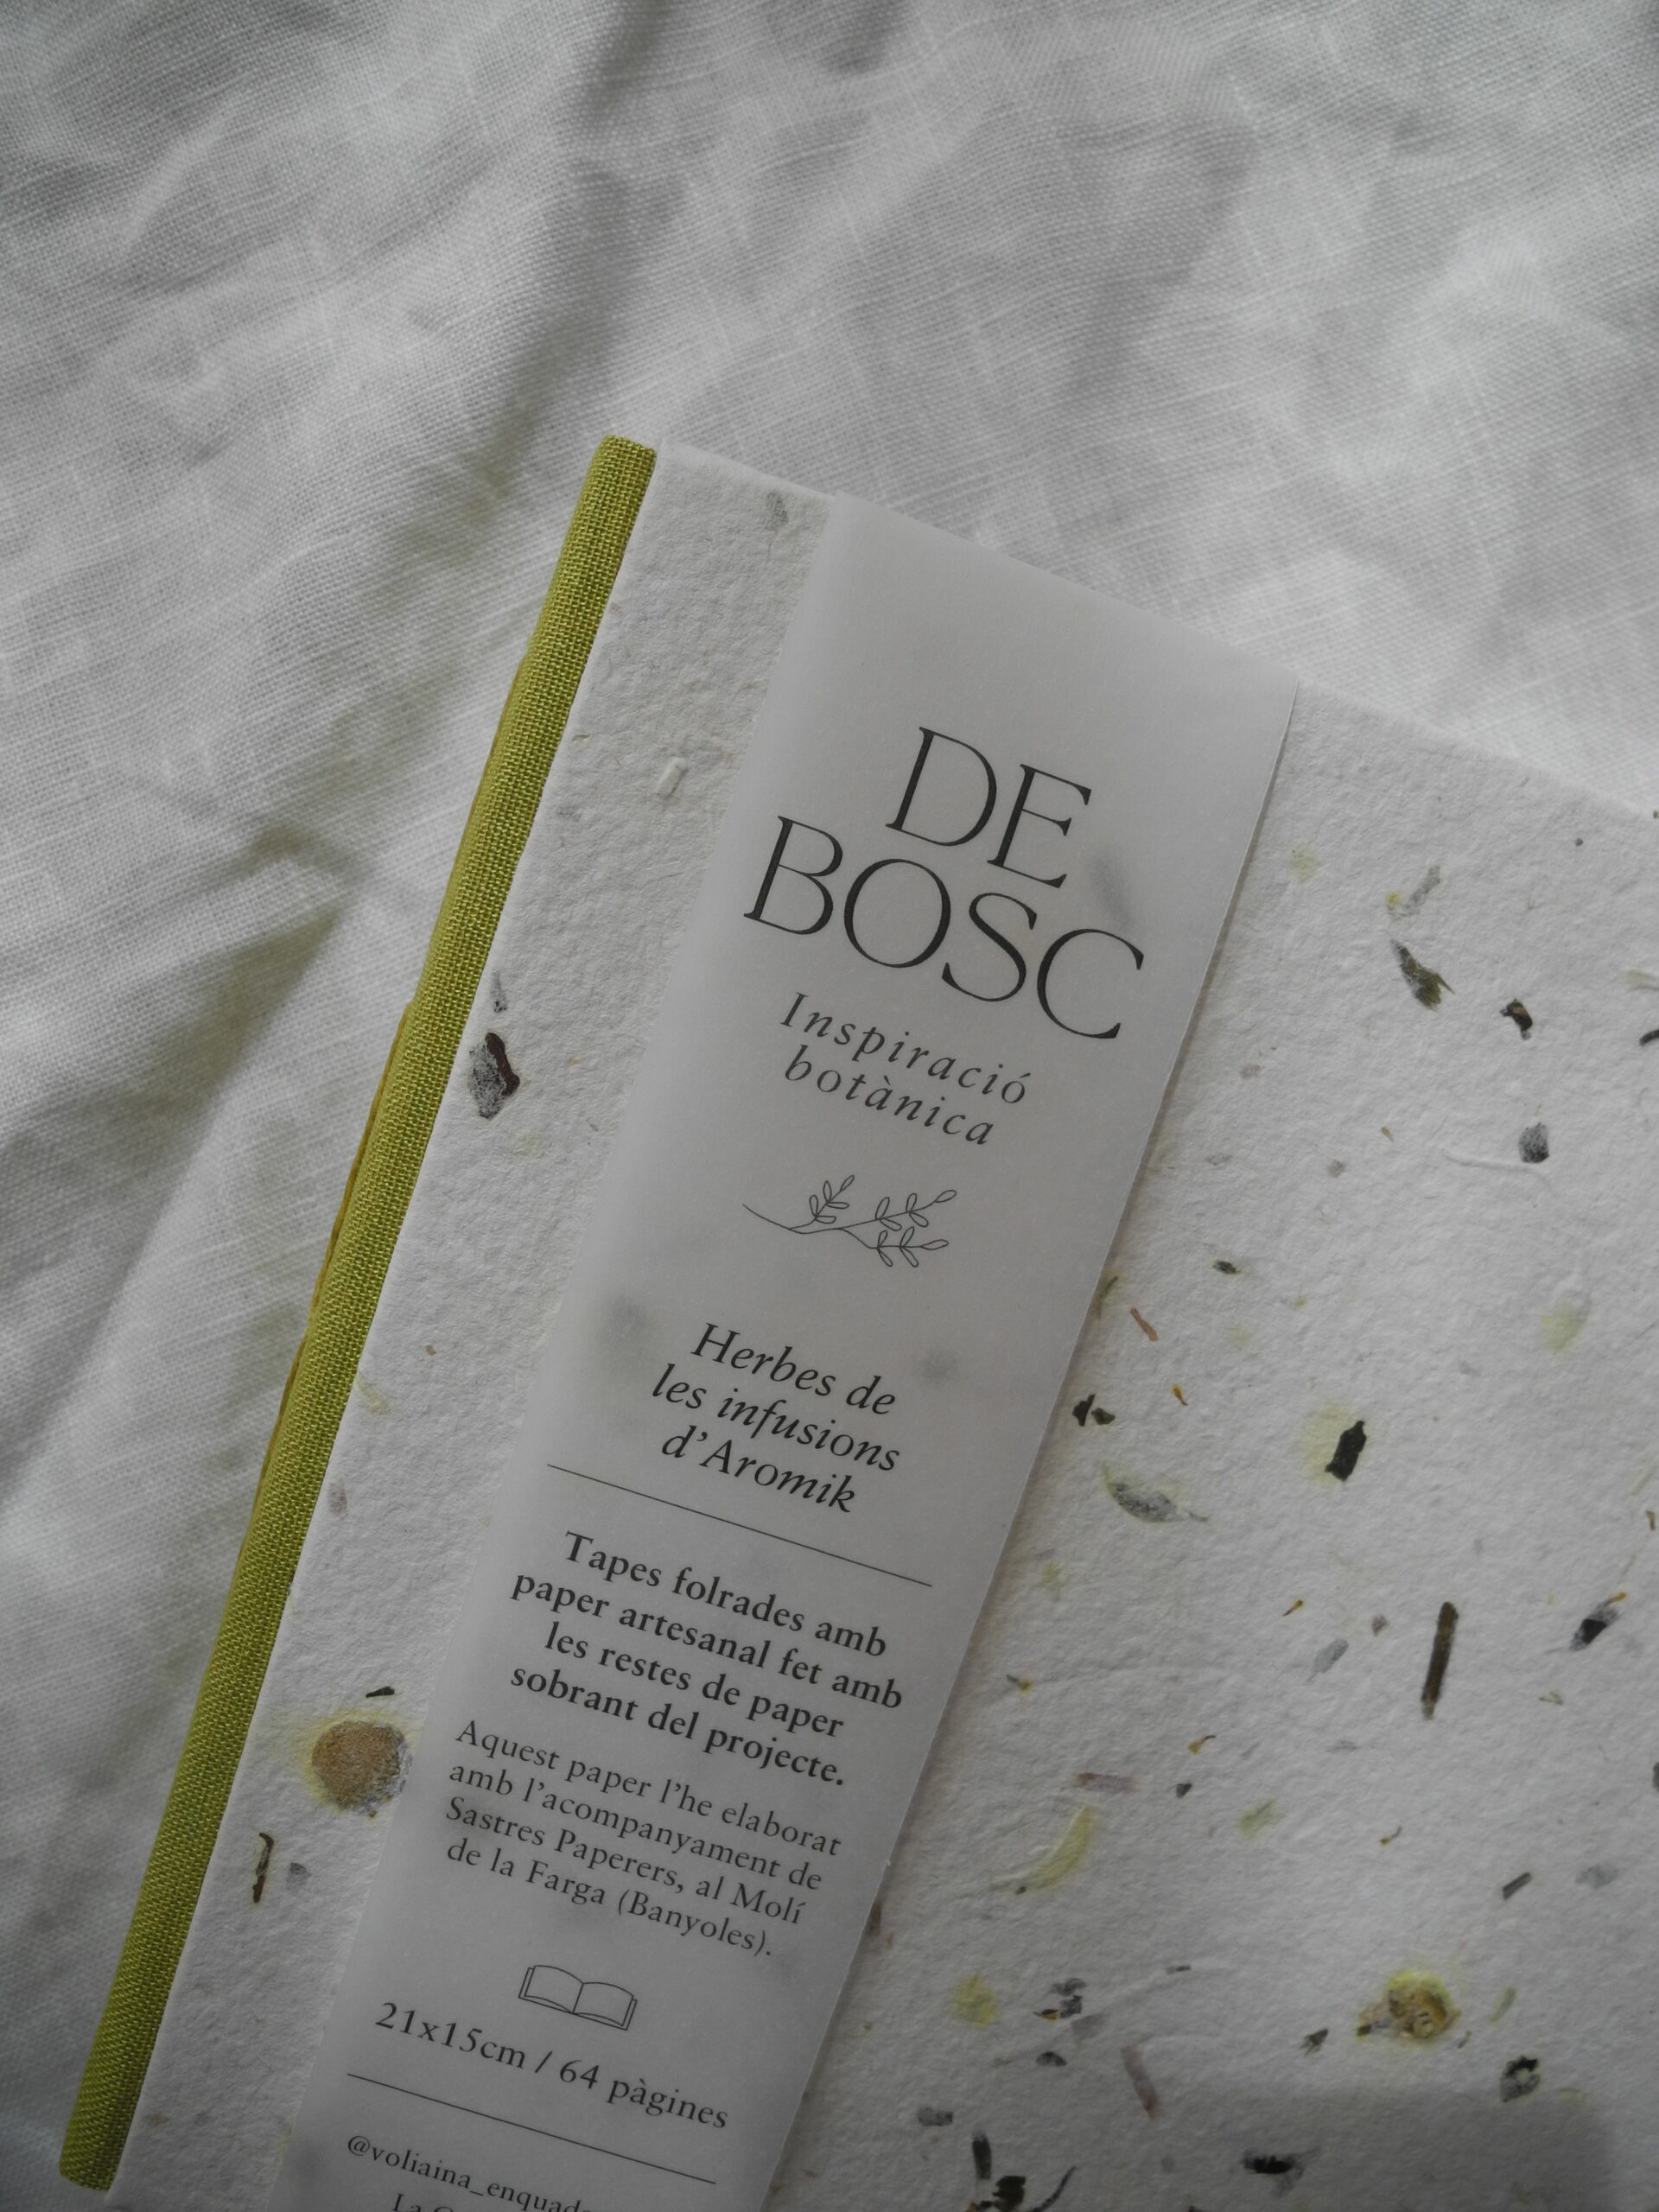 DE
BOSC
Inspiració
botànica
Herbes de
les infusions
d'Aromik
Tapes folrades amb
paper artesanal fet amb
les restes de paper
sobrant del projecte.
Aquest paper l'he elaborat
amb l'acompanyament de
Sastres Paperers, al Molí
de la Farga (Banyoles).
21x15cm / 64 pàgines